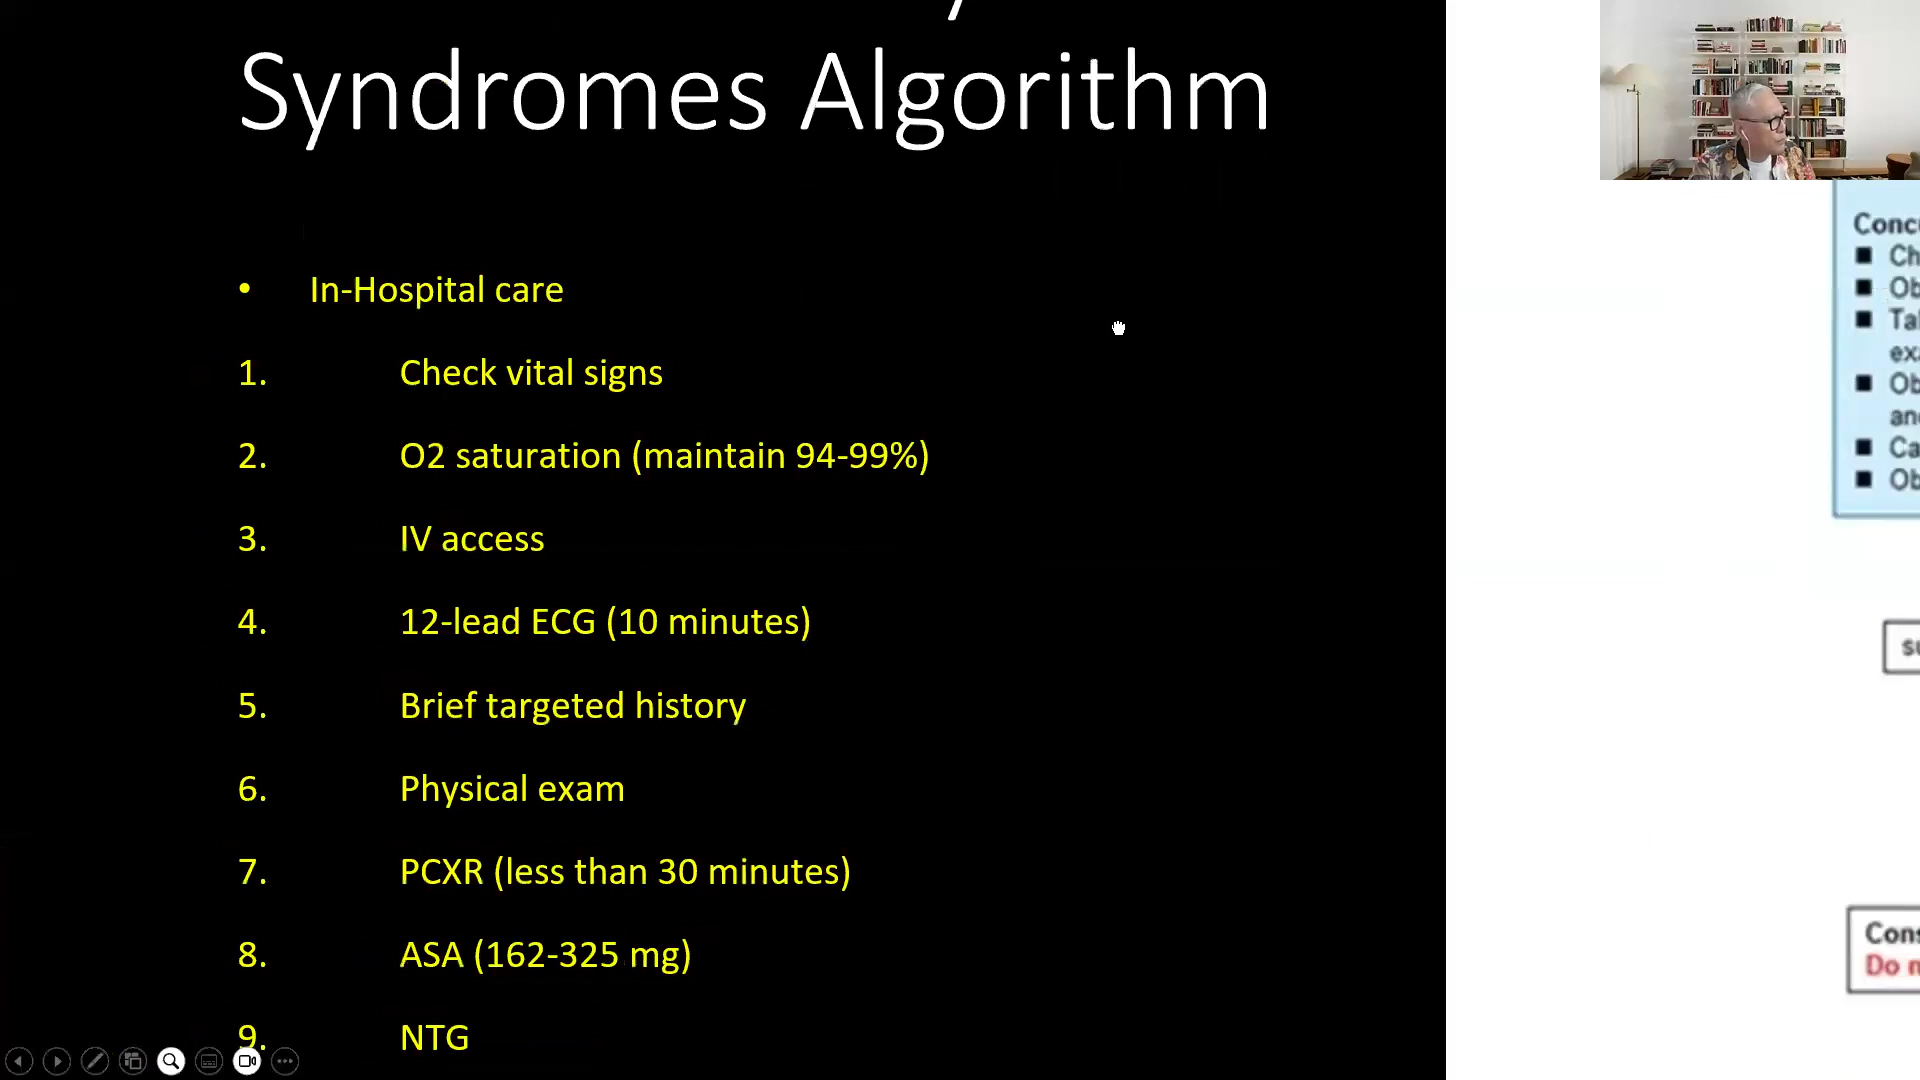 Syndromes Algorithm
• In-Hospital care
1. Check vital signs
2. O2 saturation (maintain 94-99%)
3. IV access
4. 12-lead ECG (10 minutes)
5. Brief targeted history
6. Physical exam
7. PCXR (less than 30 minutes)
8. ASA (162-325 mg)
9. NTG
Do